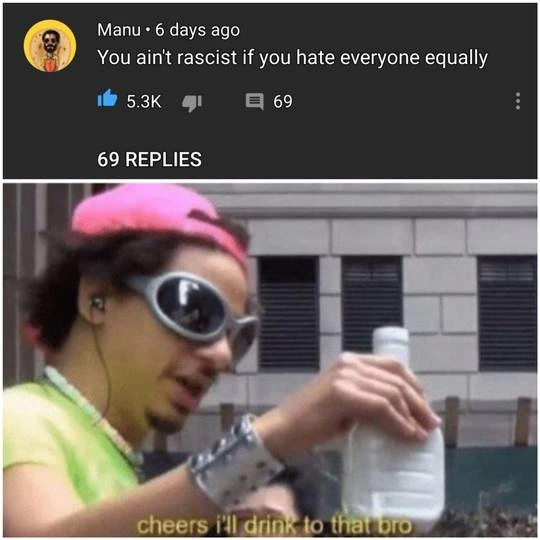 Manu • 6 days ago
You ain't rascist if you hate everyone equally
5.3K 69
69 REPLIES
cheers i'll drink to that bro